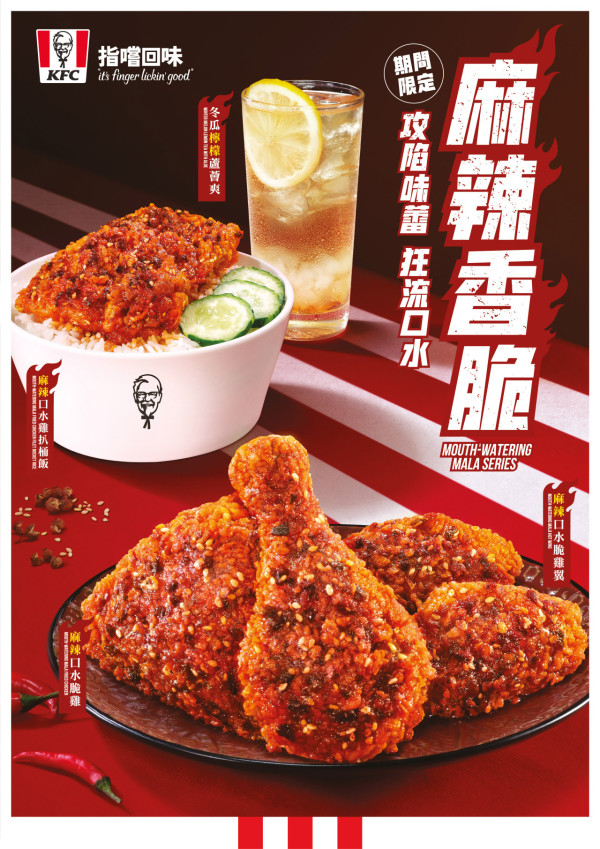 KFC
指嚐回味
it's finger lickin' good.
期間
限定
麻辣香脆
攻陷味蕾 狂流口水
MOUTH-WATERING
MALA SERIES
冬瓜檸檬蘆薈爽
麻辣口水雞扒桶飯
麻辣口水脆雞翼
麻辣口水脆雞